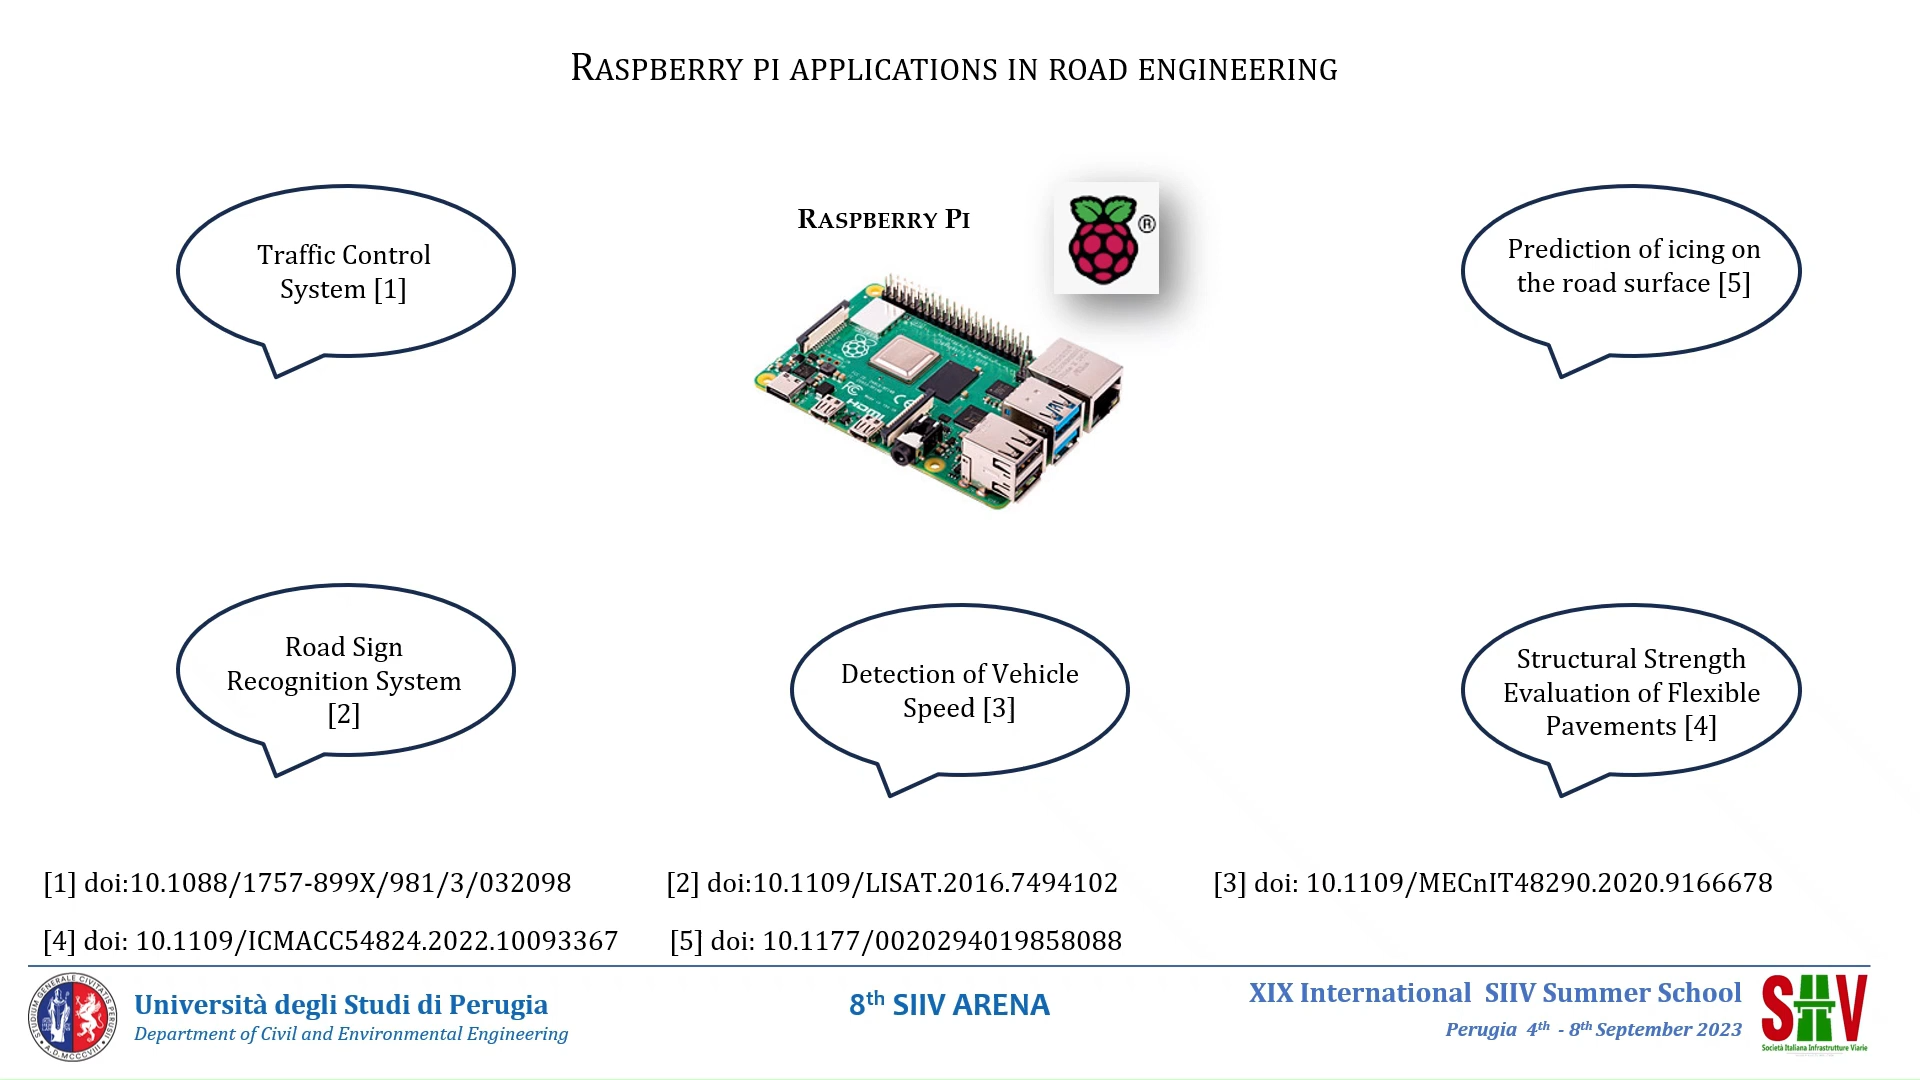 RASPBERRY PI APPLICATIONS IN ROAD ENGINEERING
Traffic Control
System [1]
RASPBERRY PI
®
Prediction of icing on
the road surface [5]
HDMI
Road Sign
Recognition System
[2]
Detection of Vehicle
Speed [3]
Structural Strength
Evaluation of Flexible
Pavements [4]
[1] doi:10.1088/1757-899X/981/3/032098
[2] doi:10.1109/LISAT.2016.7494102
[3] doi: 10.1109/MECnIT48290.2020.9166678
[4] doi: 10.1109/ICMACC54824.2022.10093367
[5] doi: 10.1177/0020294019858088
Università degli Studi di Perugia
Department of Civil and Environmental Engineering
8th SIIV ARENA
XIX International SIIV Summer School
Perugia 4th - 8th September 2023
SIIV
Società Italiana Infrastrutture Viarie